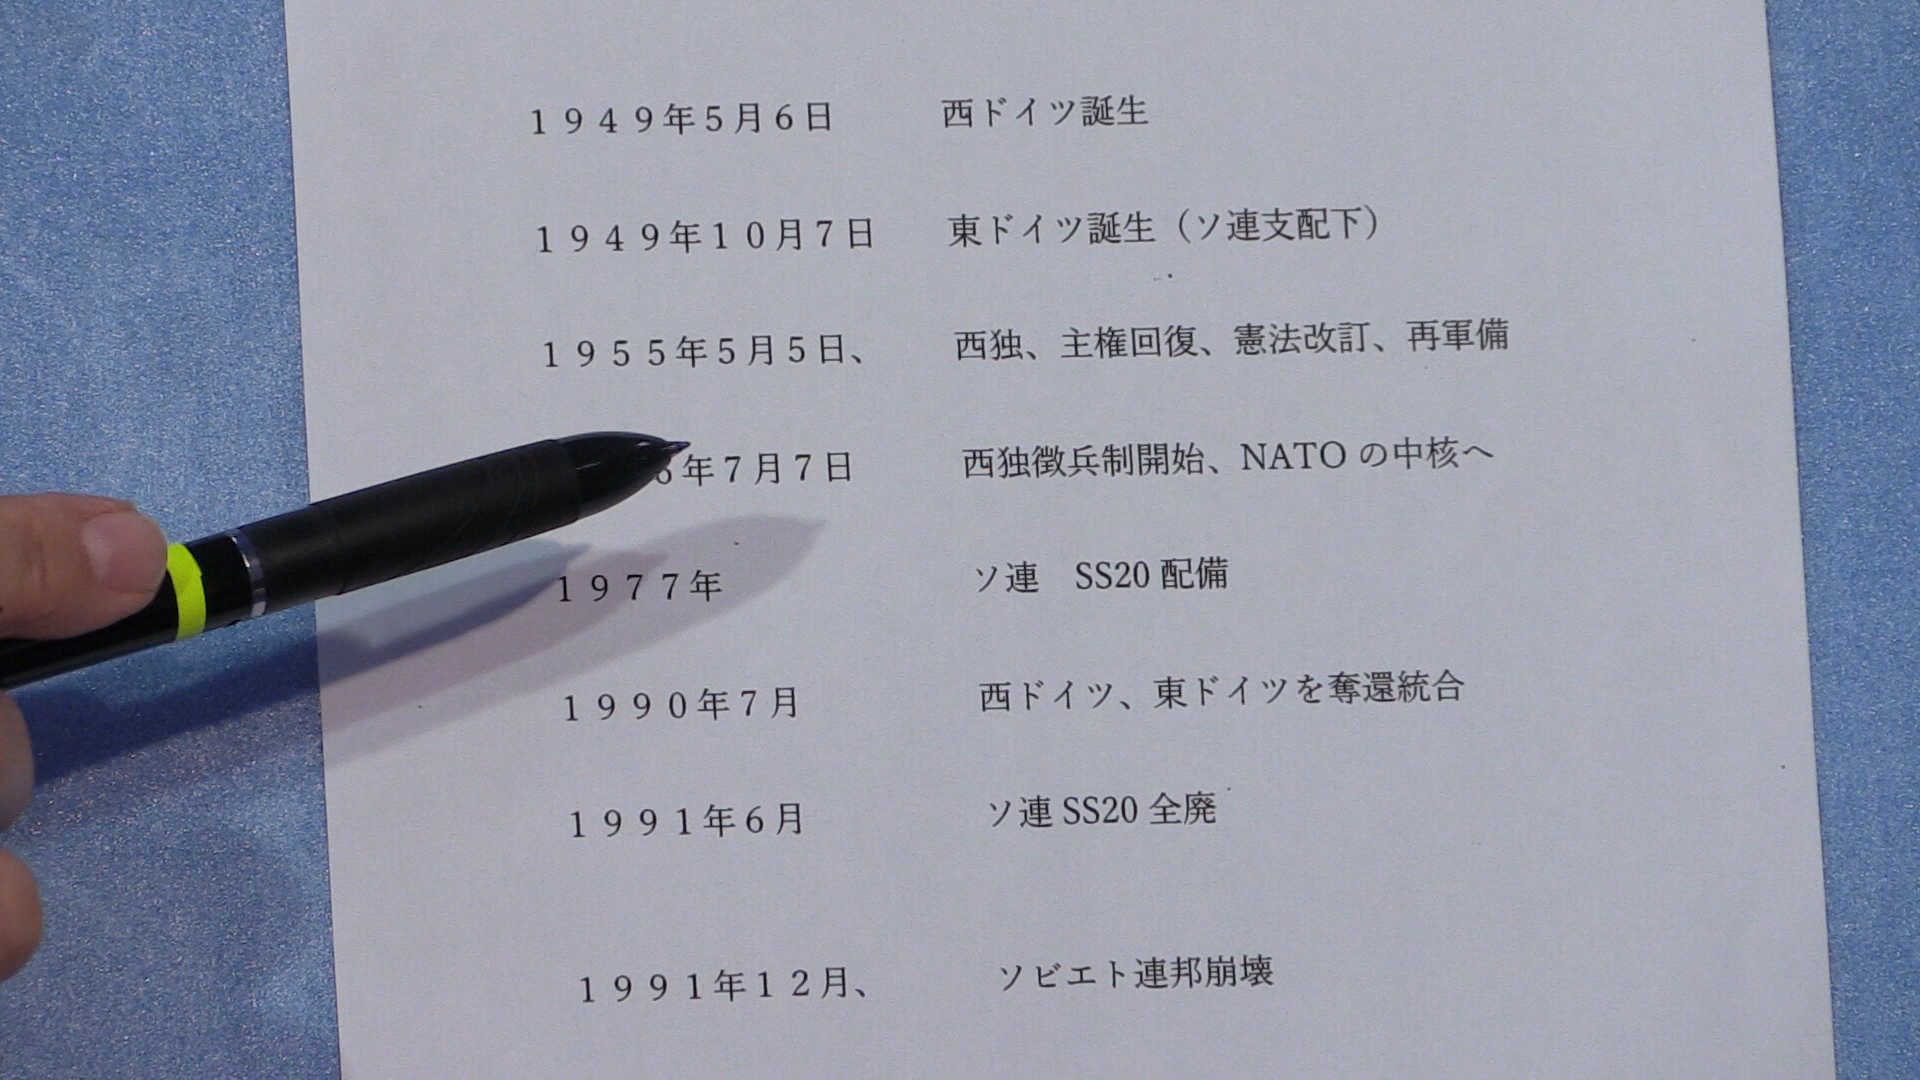 １９４９年５月６日　西ドイツ誕生
１９４９年１０月７日　東ドイツ誕生（ソ連支配下）
１９５５年５月５日、　西独、主権回復、憲法改訂、再軍備
年７月７日　西独徴兵制開始、NATO の中核へ
１９７７年　ソ連　SS20 配備
１９９０年７月　西ドイツ、東ドイツを奪還統合
１９９１年６月　ソ連 SS20 全廃
１９９１年１２月、　ソビエト連邦崩壊